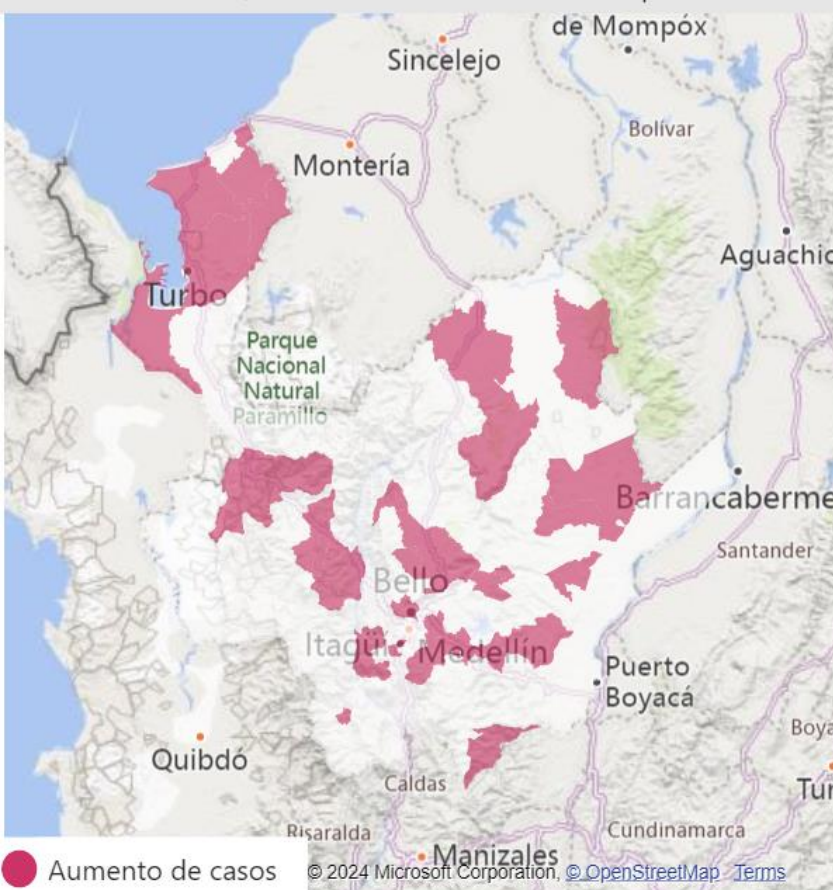 de Mompóx
Sincelejo
Bolívar
Montería
Aguachic
Turbo
Parque
Nacional
Natural
Paramillo
Barrancaberme
Santander
Bello
Itagüí
Medellín
Puerto
Boyacá
Quibdó
Boya
Caldas
Tur
Risaralda
Cundinamarca
Manizales
Aumento de casos
© 2024 Microsoft Corporation, © OpenStreetMap Terms